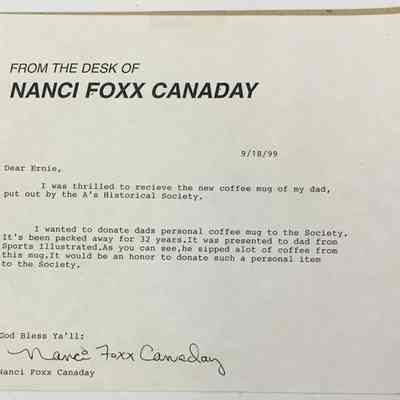 FROM THE DESK OF
NANCI FOXX CANADAY
9/18/99
Dear Ernie,
I was thrilled to recieve the new coffee mug of my dad,
put out by the A's Historical Society.
I wanted to donate dads personal coffee mug to the Society.
It's been packed away for 32 years.It was presented to dad from
Sports Illustrated.As you can see,he sipped alot of coffee from
this mug.It would be an honor to donate such a personal item
to the Society.
God Bless Ya'll:
Nanci Foxx Canaday
Nanci Foxx Canaday